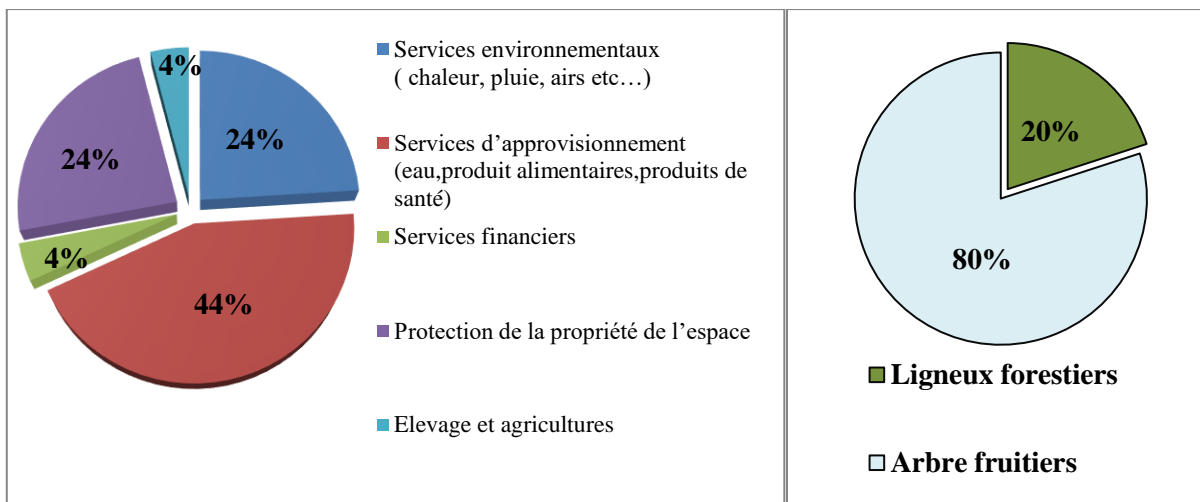 4%
24%
24%
4%
44%
Services environnementaux
( chaleur, pluie, airs etc…)
Services d’approvisionnement
(eau,produit alimentaires,produits de
santé)
Services financiers
Protection de la propriété de l’espace
Elevage et agricultures
20%
80%
Ligneux forestiers
Arbre fruitiers